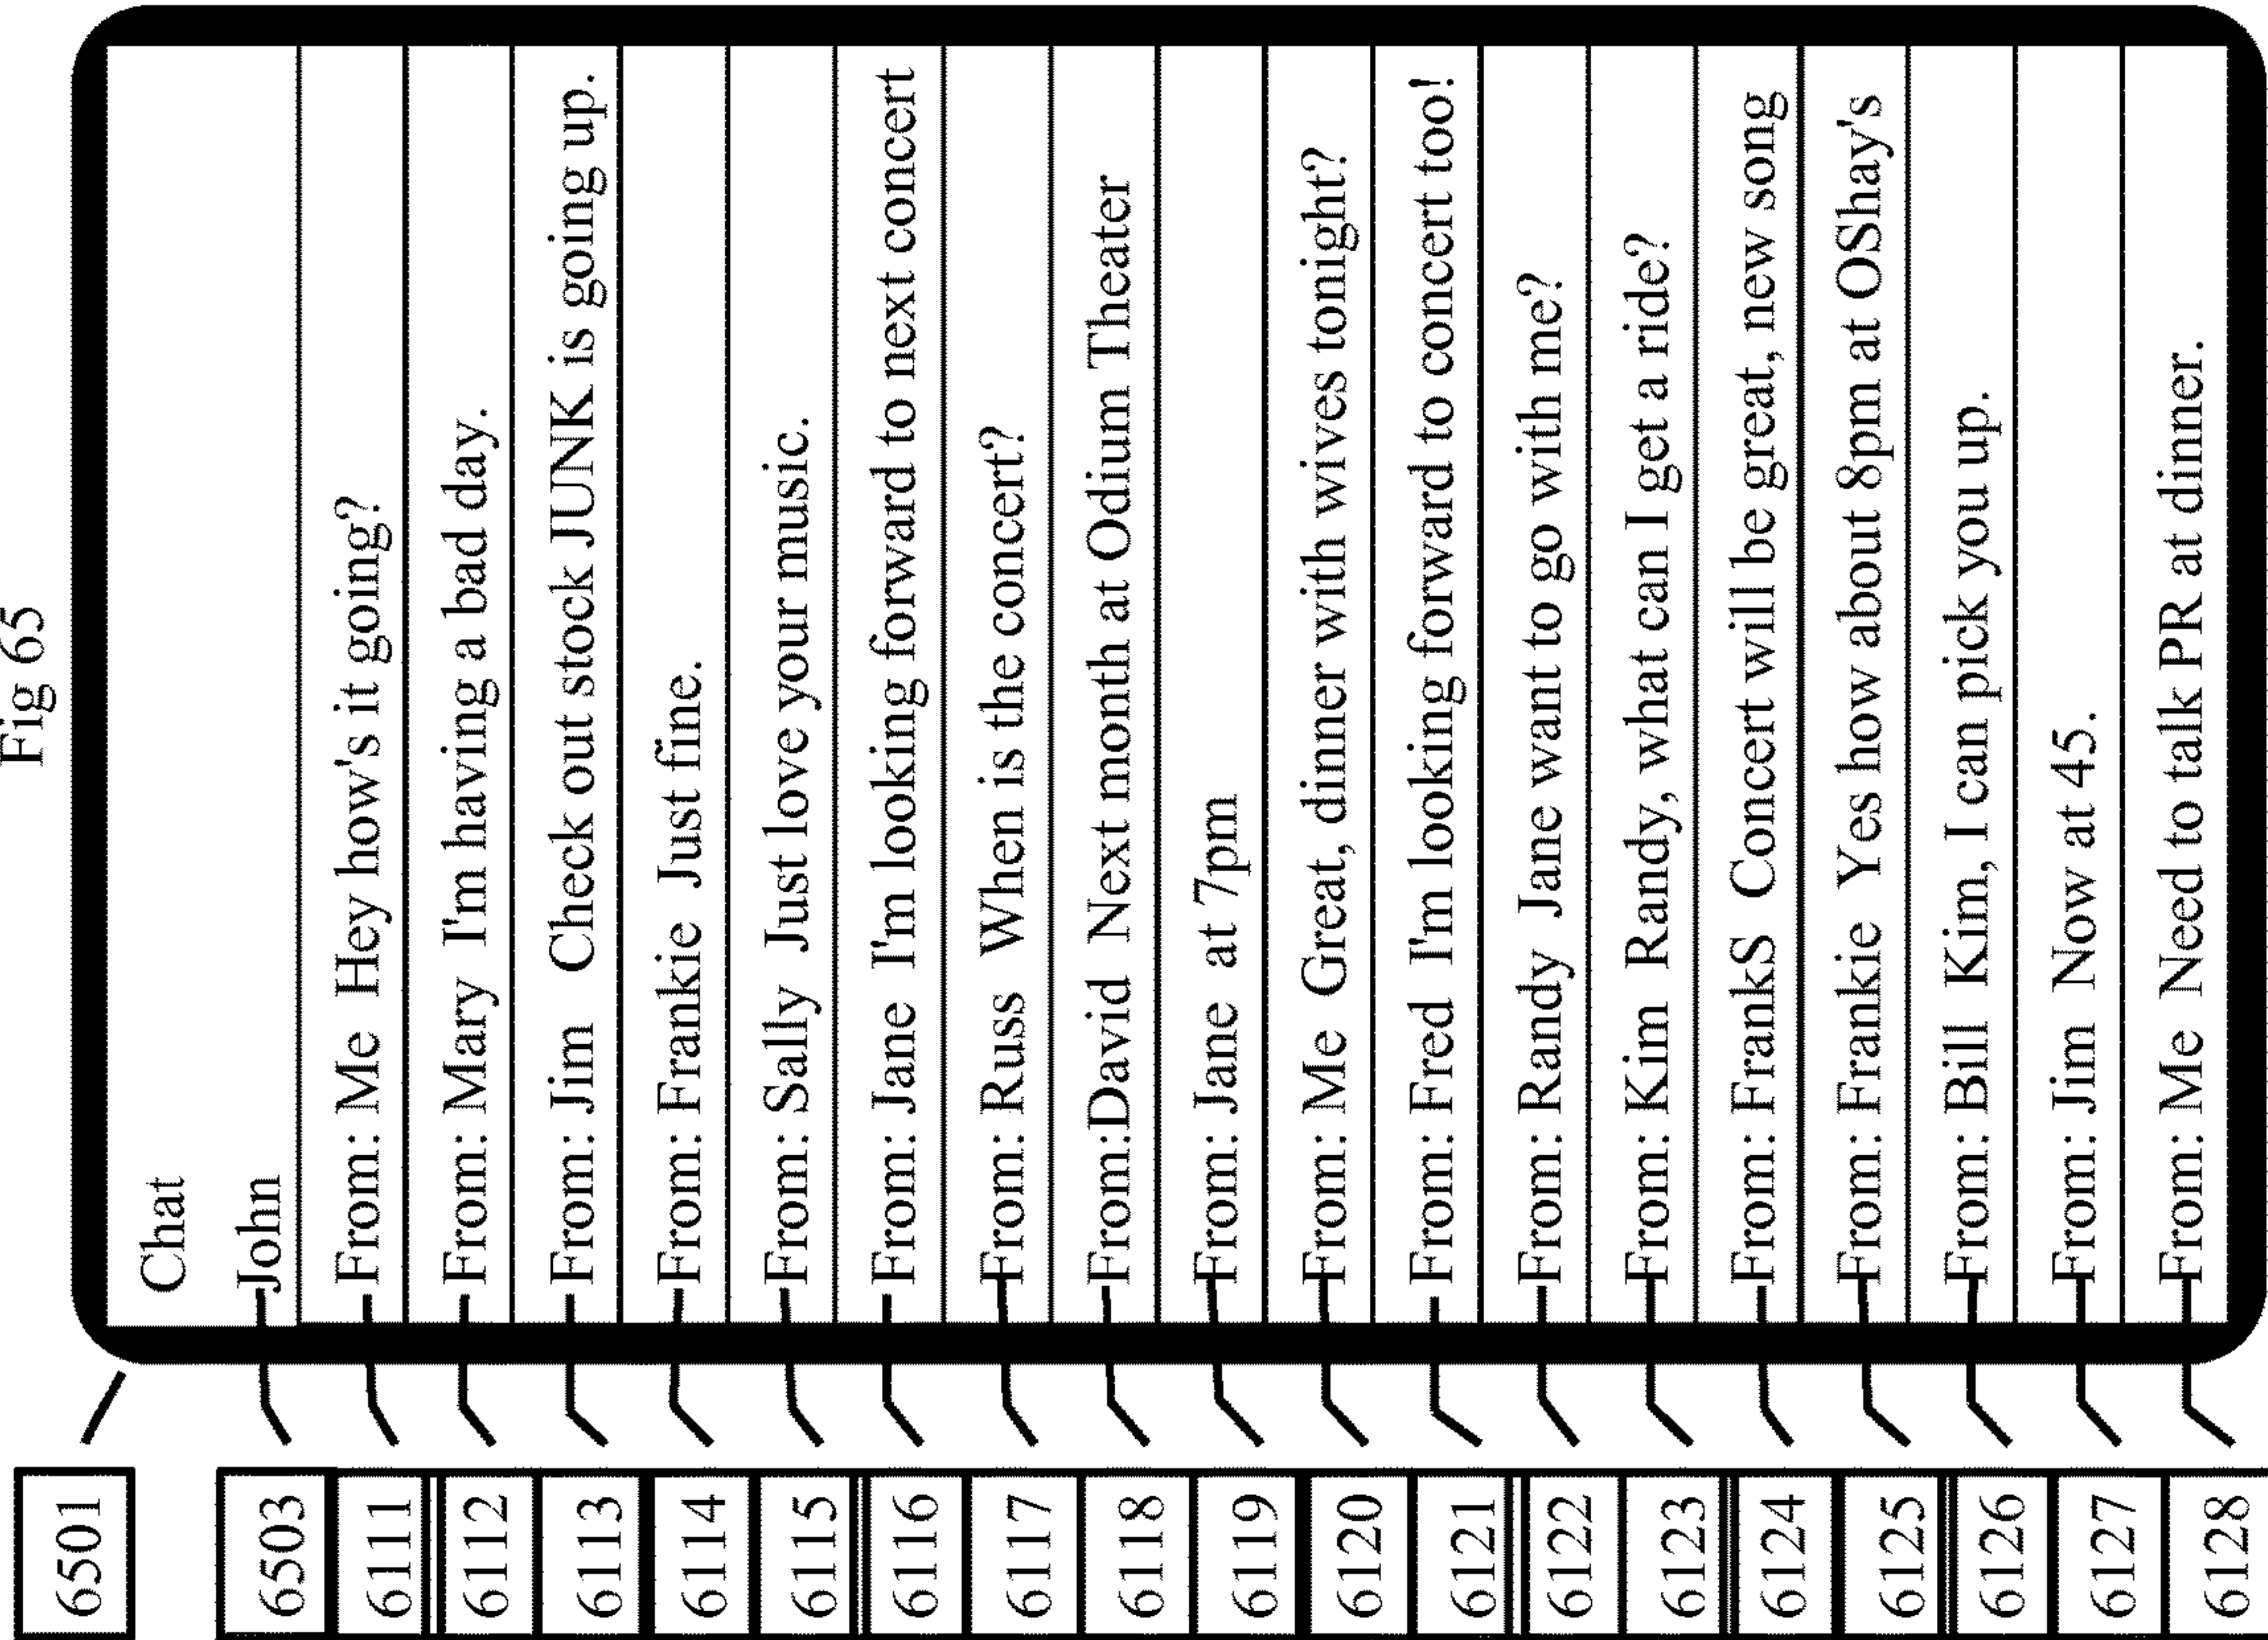 Fig 65
Chat
John
From: Me Hey how's it going?
From: Mary I'm having a bad day.
From: Jim Check out stock JUNK is going up.
From: Frankie Just fine.
From: Sally Just love your music.
From: Jane I'm looking forward to next concert
From: Russ When is the concert?
From:David Next month at Odium Theater
From: Jane at 7pm
From: Me Great, dinner with wives tonight?
From: Fred I'm looking forward to concert too!
From: Randy Jane want to go with me?
From: Kim Randy, what can I get a ride?
From: FrankS Concert will be great, new song
From: Frankie Yes how about 8pm at OShay's
From: Bill Kim, I can pick you up.
From: Jim Now at 45.
From: Me Need to talk PR at dinner.
6501
6503
6111
6112
6113
6114
6115
6116
6117
6118
6119
6120
6121
6122
6123
6124
6125
6126
6127
6128